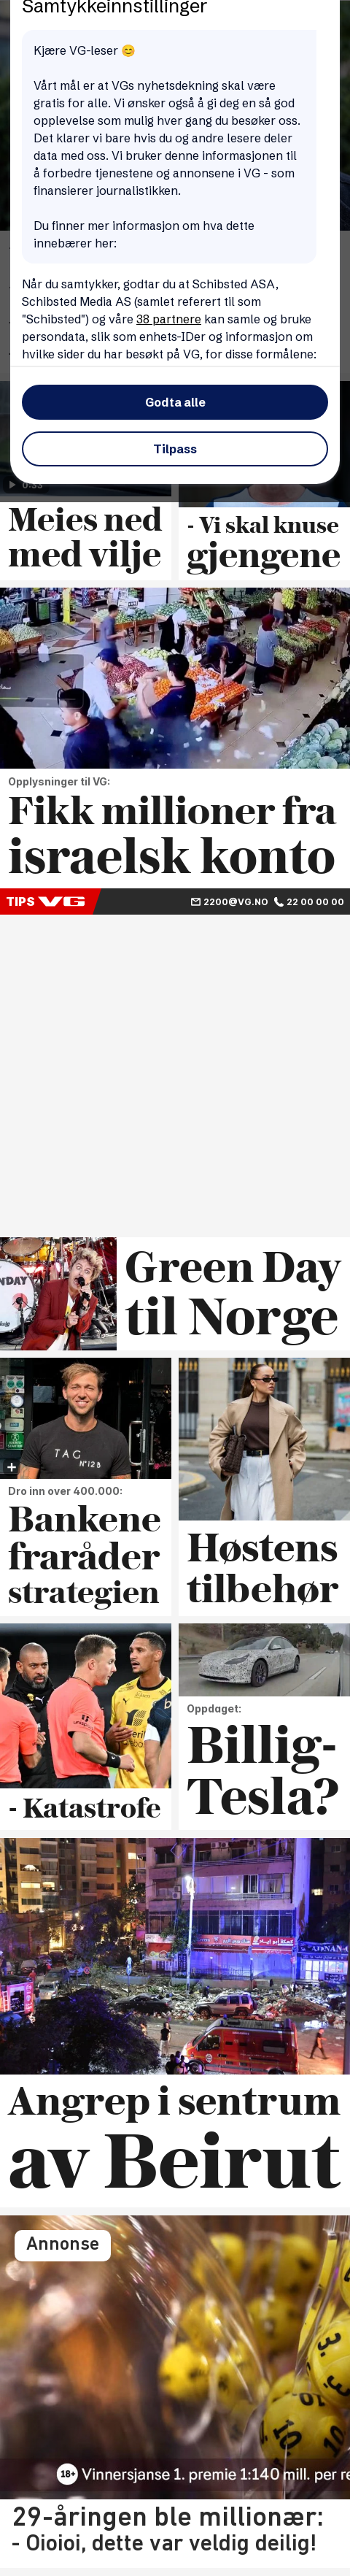 Samtykkeinnstillinger
Kjære VG-leser 😊
Vårt mål er at VGs nyhetsdekning skal være
gratis for alle. Vi ønsker også å gi deg en så god
opplevelse som mulig hver gang du besøker oss.
Det klarer vi bare hvis du og andre lesere deler
data med oss. Vi bruker denne informasjonen til
å forbedre tjenestene og annonsene i VG - som
finansierer journalistikken.
Du finner mer informasjon om hva dette
innebærer her:
Når du samtykker, godtar du at Schibsted ASA,
Schibsted Media AS (samlet referert til som
"Schibsted") og våre 38 partnere kan samle og bruke
persondata, slik som enhets-IDer og informasjon om
hvilke sider du har besøkt på VG, for disse formålene:
Godta alle
Tilpass
0:33
Meies ned
med vilje
- Vi skal knuse
gjengene
Opplysninger til VG:
Fikk millioner fra
israelsk konto
TIPS VG
2200@VG.NO 22 00 00 00
NDAY
Green Day
til Norge
TAG
N°12B
Dro inn over 400.000:
Bankene
fraråder
strategien
Høstens
tilbehør
- Katastrofe
Oppdaget:
Billig-
Tesla?
Angrep i sentrum
av Beirut
Annonse
18+ Vinnersjanse 1. premie 1:140 mill. per re
29-åringen ble millionær:
- Oioioi, dette var veldig deilig!